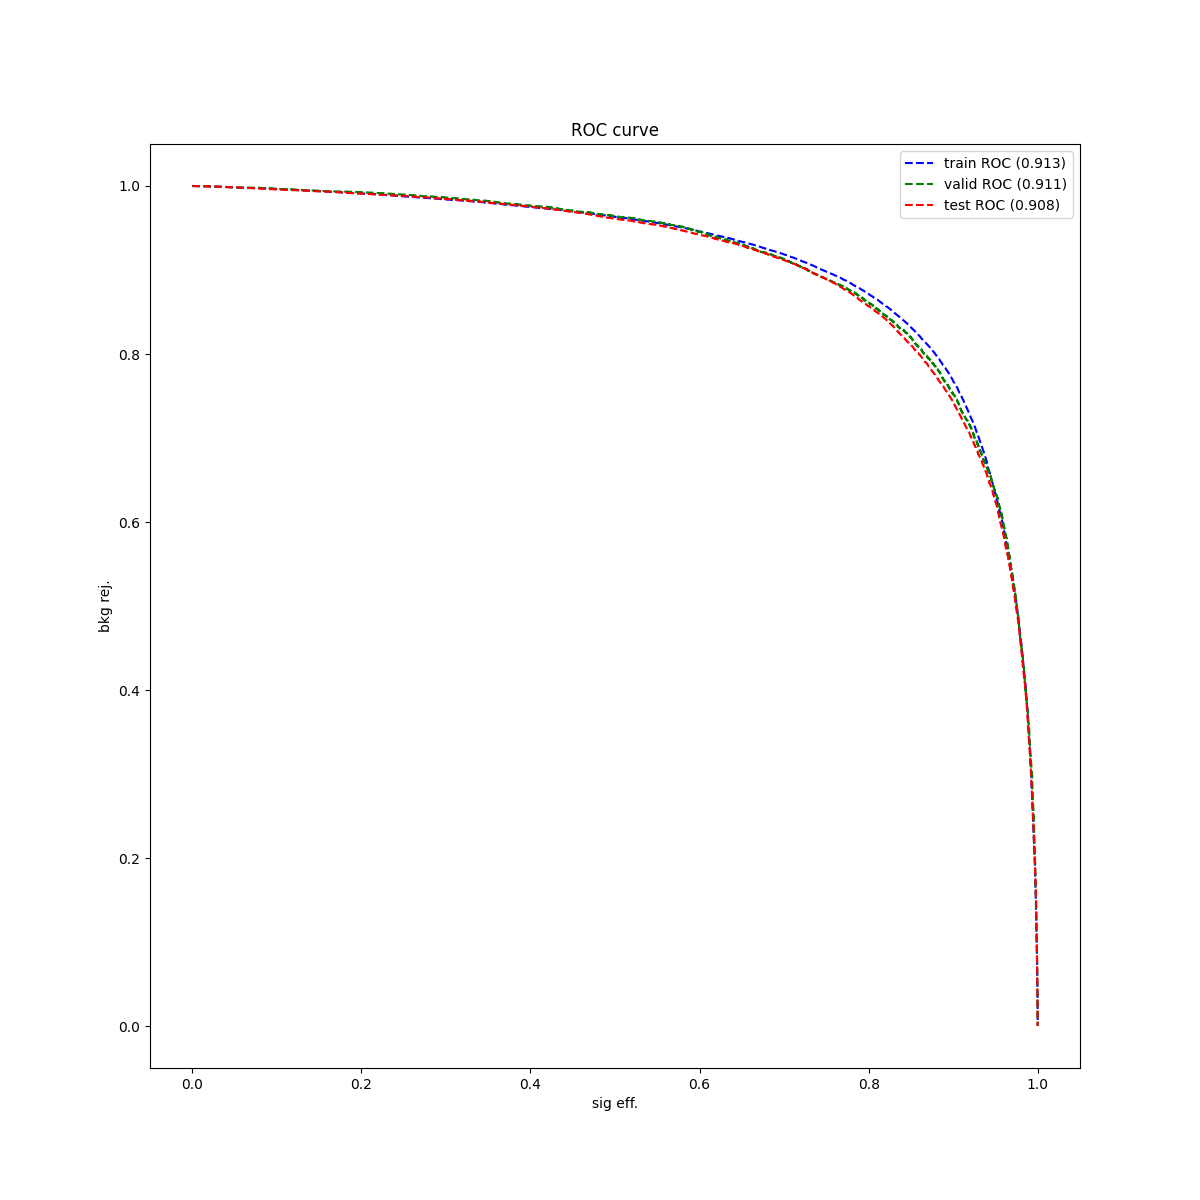 ROC curve
train ROC (0.913)
valid ROC (0.911)
test ROC (0.908)
1.0
0.8
0.6
0.4
0.2
0.0
bkg rej.
0.0 0.2 0.4 0.6 0.8 1.0
sig eff.